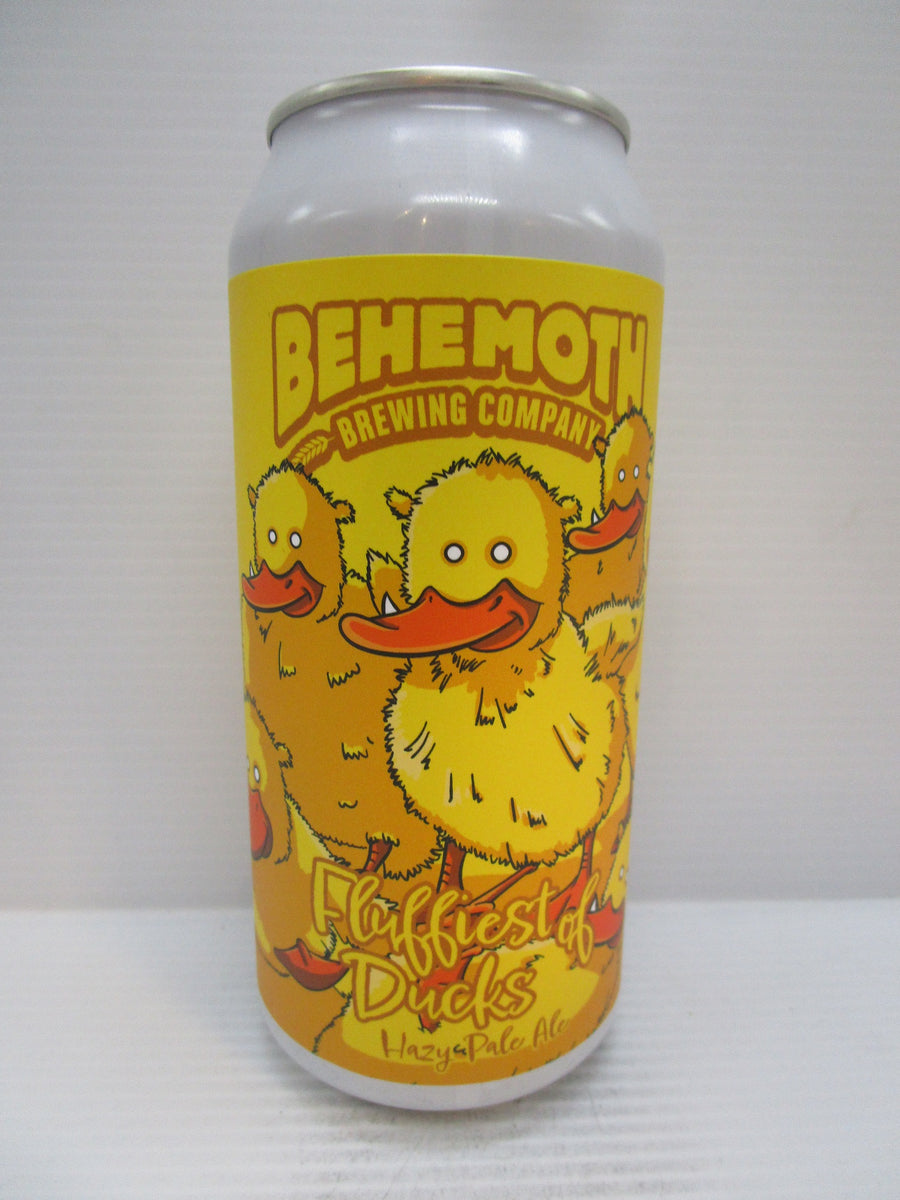 BEHEMOTH
BREWING COMPANY
Fluffiest of
Ducks
Hazy Pale Ale